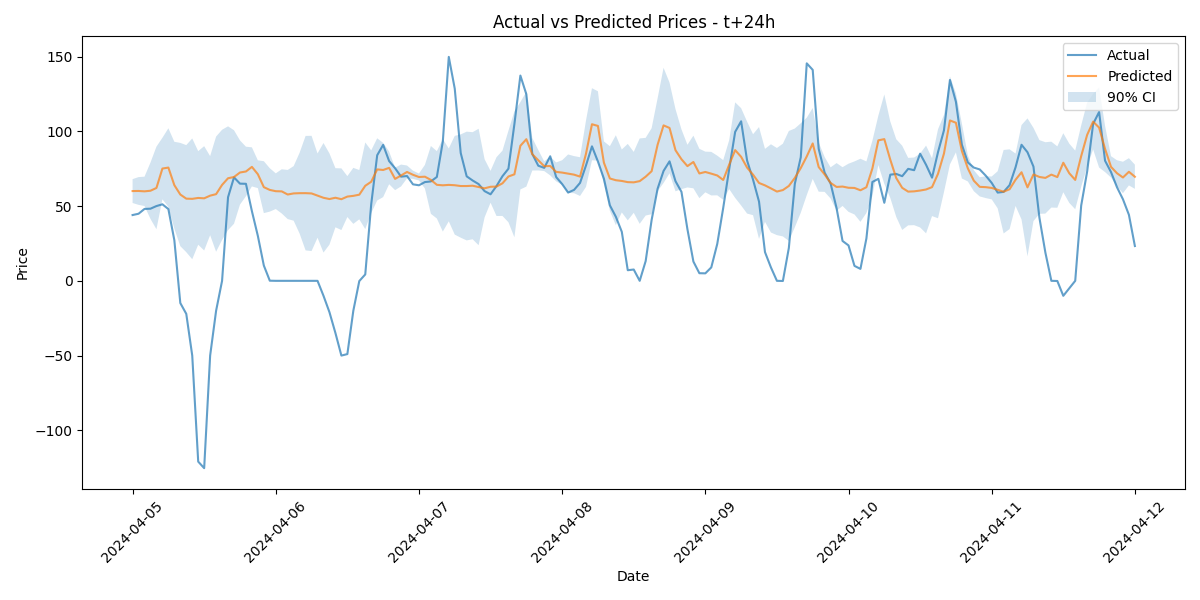 Actual vs Predicted Prices - t+24h
Actual
Predicted
90% CI
Price
150
100
50
0
−50
−100
2024-04-05
2024-04-06
2024-04-07
2024-04-08
2024-04-09
2024-04-10
2024-04-11
2024-04-12
Date